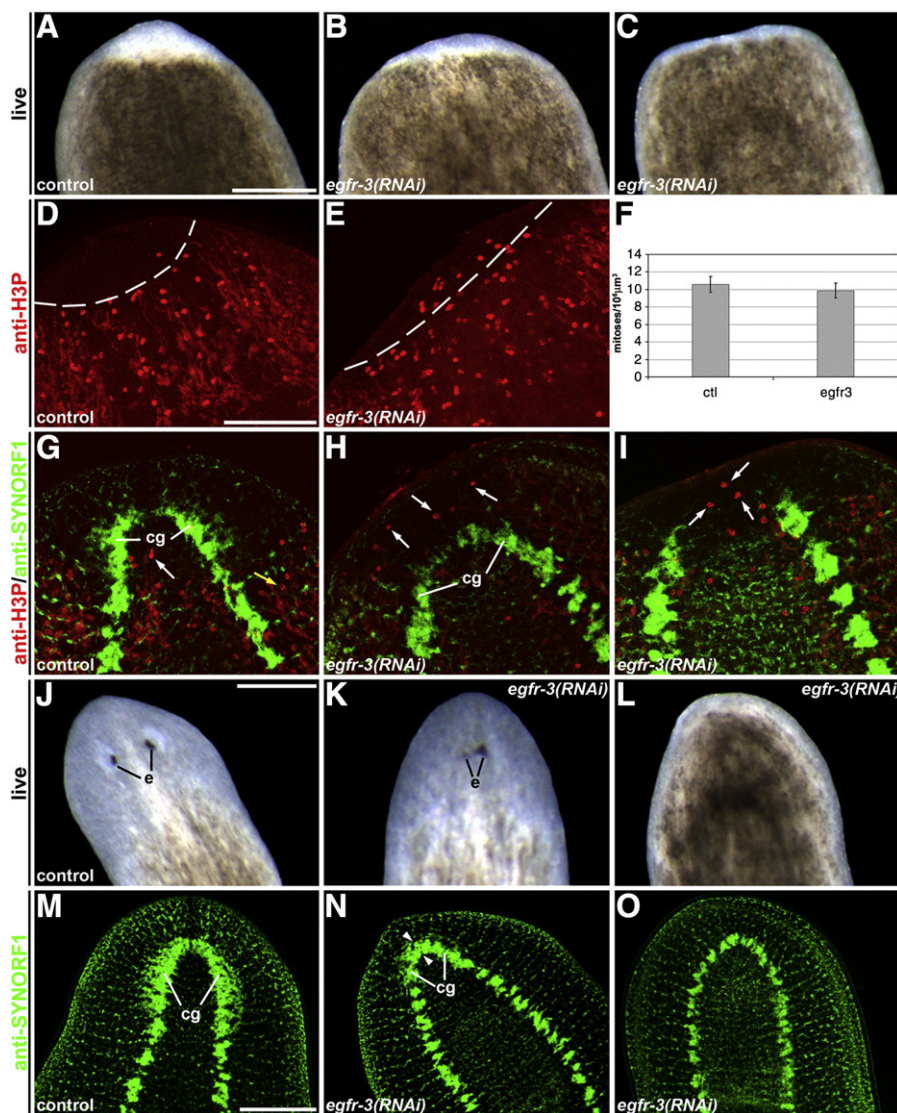 A
B
C
live
control
egfr-3(RNAi)
egfr-3(RNAi)
D
E
F
anti-H3P
control
egfr-3(RNAi)
mitoses/10⁶μm³
14
12
10
8
6
4
2
0
ctl
egfr3
G
H
I
anti-H3P/anti-SYNORF1
cg
cg
control
egfr-3(RNAi)
egfr-3(RNAi)
J
K
egfr-3(RNAi)
L
egfr-3(RNAi)
live
e
e
control
M
N
O
anti-SYNORF1
cg
cg
control
egfr-3(RNAi)
egfr-3(RNAi)